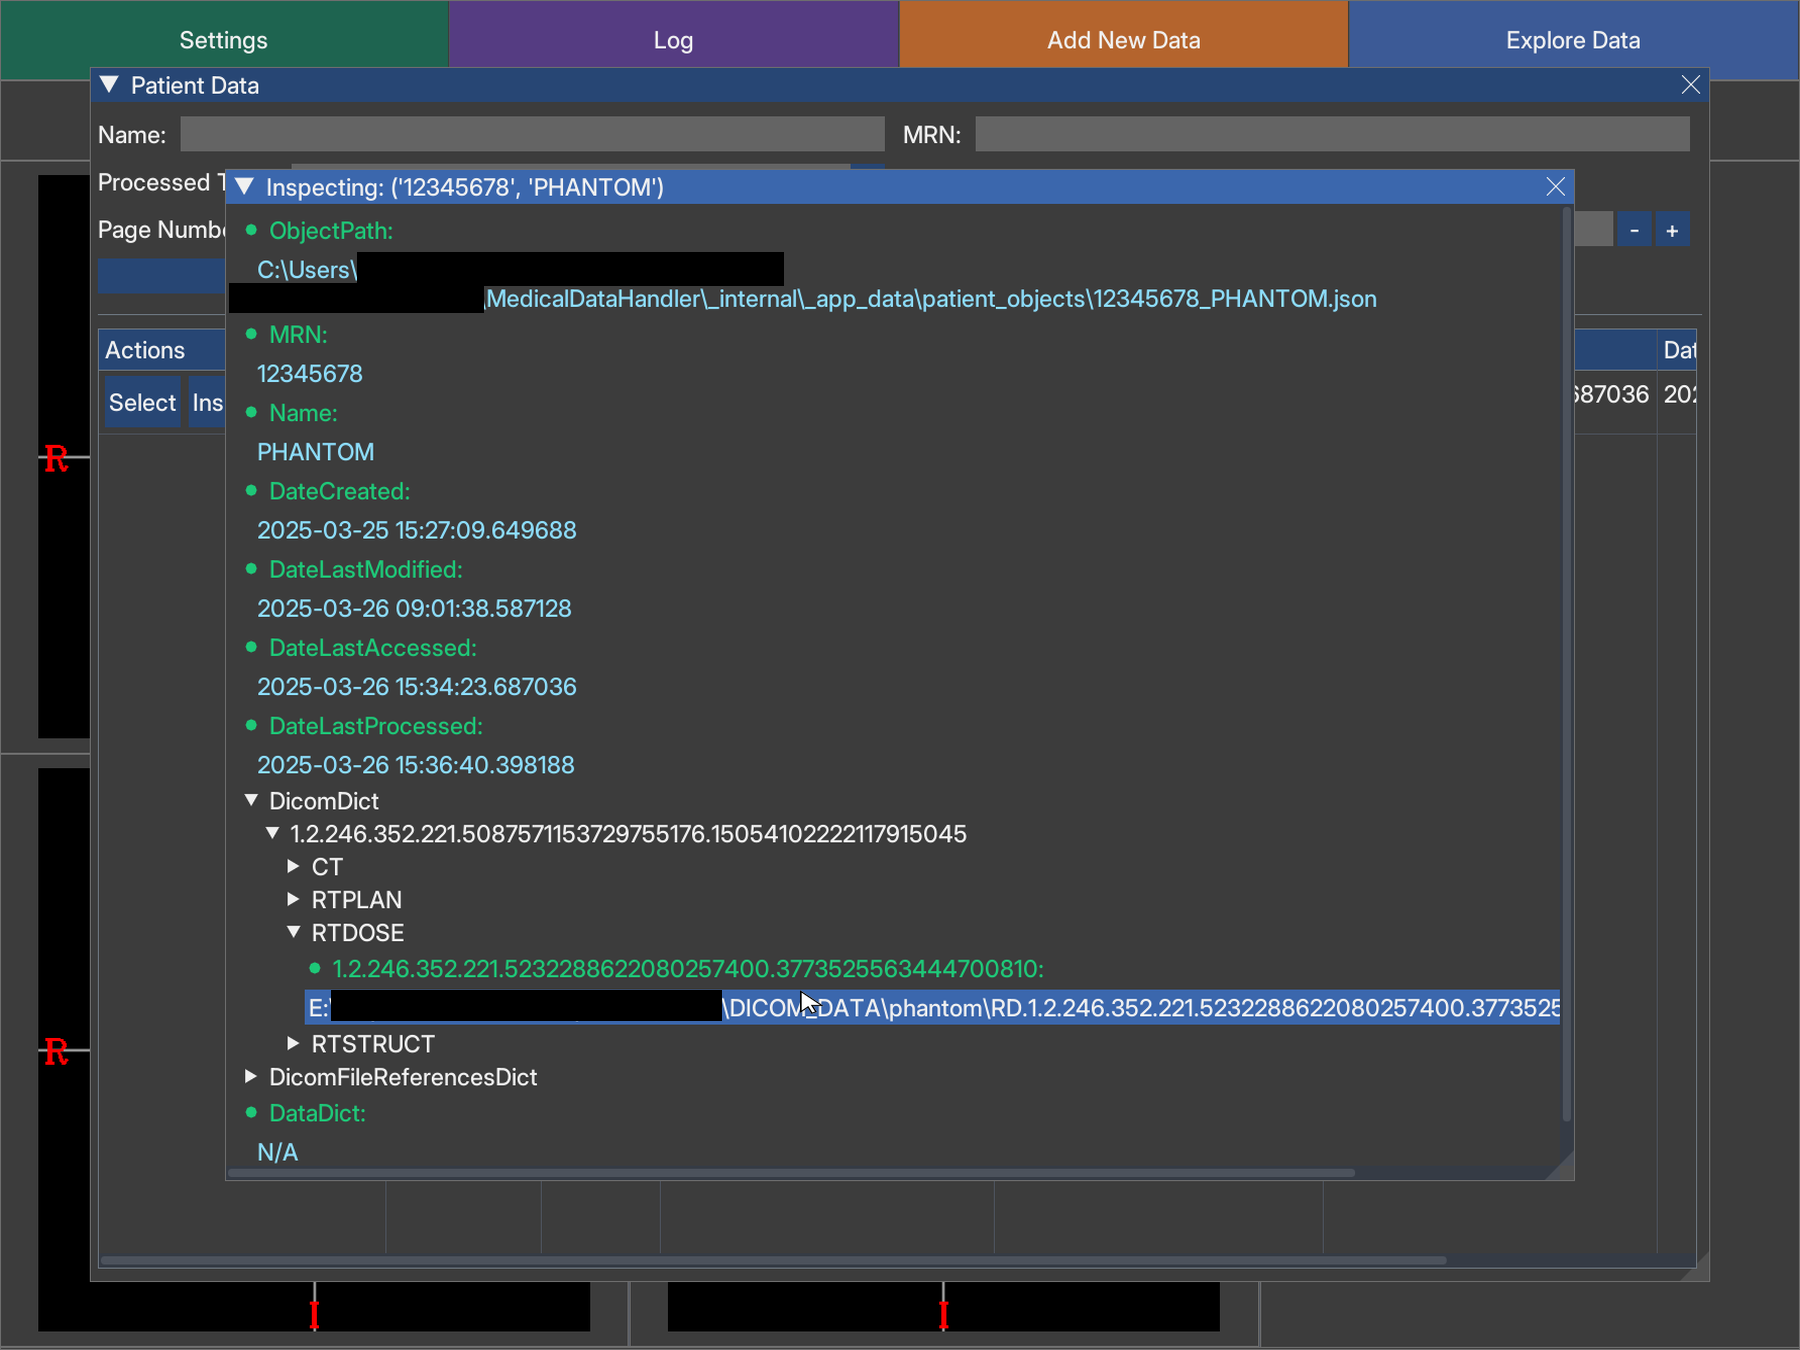 Settings
Log
Add New Data
Explore Data
Patient Data
Name:
MRN:
Processed T
Inspecting: ('12345678', 'PHANTOM')
Page Numbe
-
+
ObjectPath:
C:\Users\
\MedicalDataHandler\_internal\_app_data\patient_objects\12345678_PHANTOM.json
MRN:
12345678
Actions
Dat
Select
Ins
687036
202
Name:
PHANTOM
R
DateCreated:
2025-03-25 15:27:09.649688
DateLastModified:
2025-03-26 09:01:38.587128
DateLastAccessed:
2025-03-26 15:34:23.687036
DateLastProcessed:
2025-03-26 15:36:40.398188
DicomDict
1.2.246.352.221.5087571153729755176.15054102222117915045
CT
RTPLAN
RTDOSE
1.2.246.352.221.5232288622080257400.3773525563444700810:
E:\
\DICOM_DATA\phantom\RD.1.2.246.352.221.5232288622080257400.3773525
R
RTSTRUCT
DicomFileReferencesDict
DataDict:
N/A
I
I